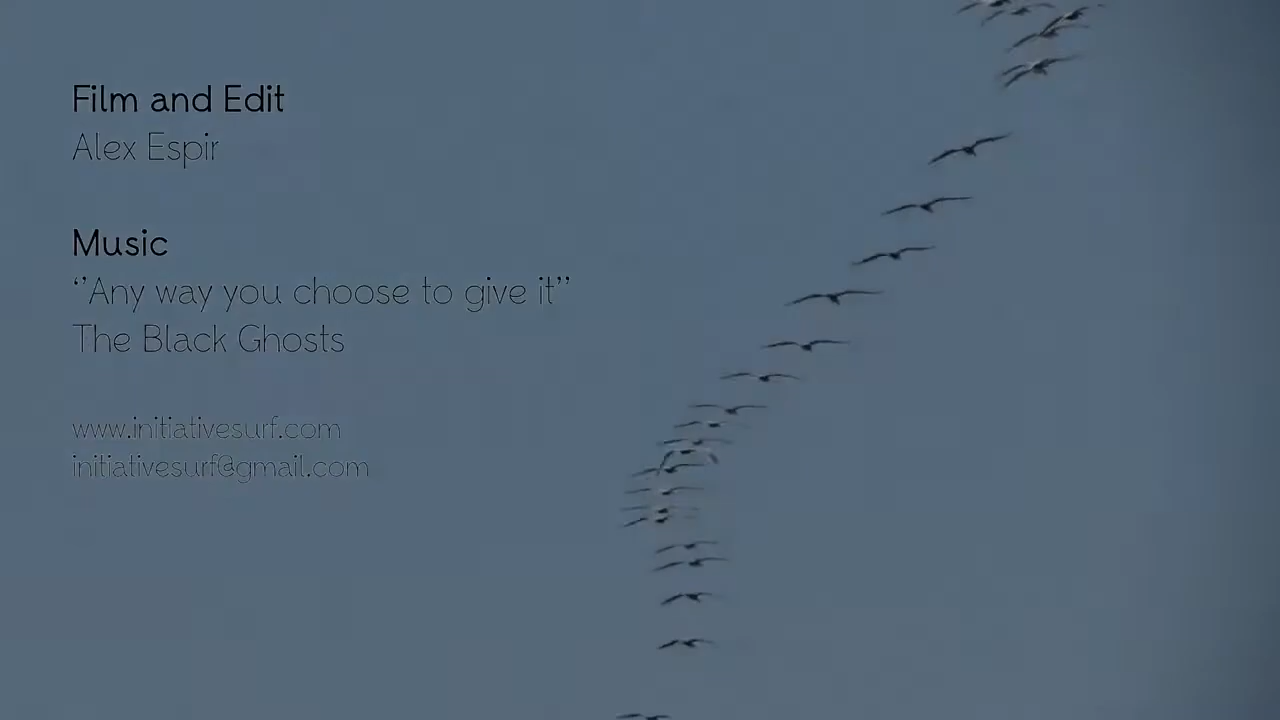 Film and Edit
Alex Espir
Music
‘’Any way you choose to give it’’
The Black Ghosts
www.initiativesurf.com
initiativesurf@gmail.com